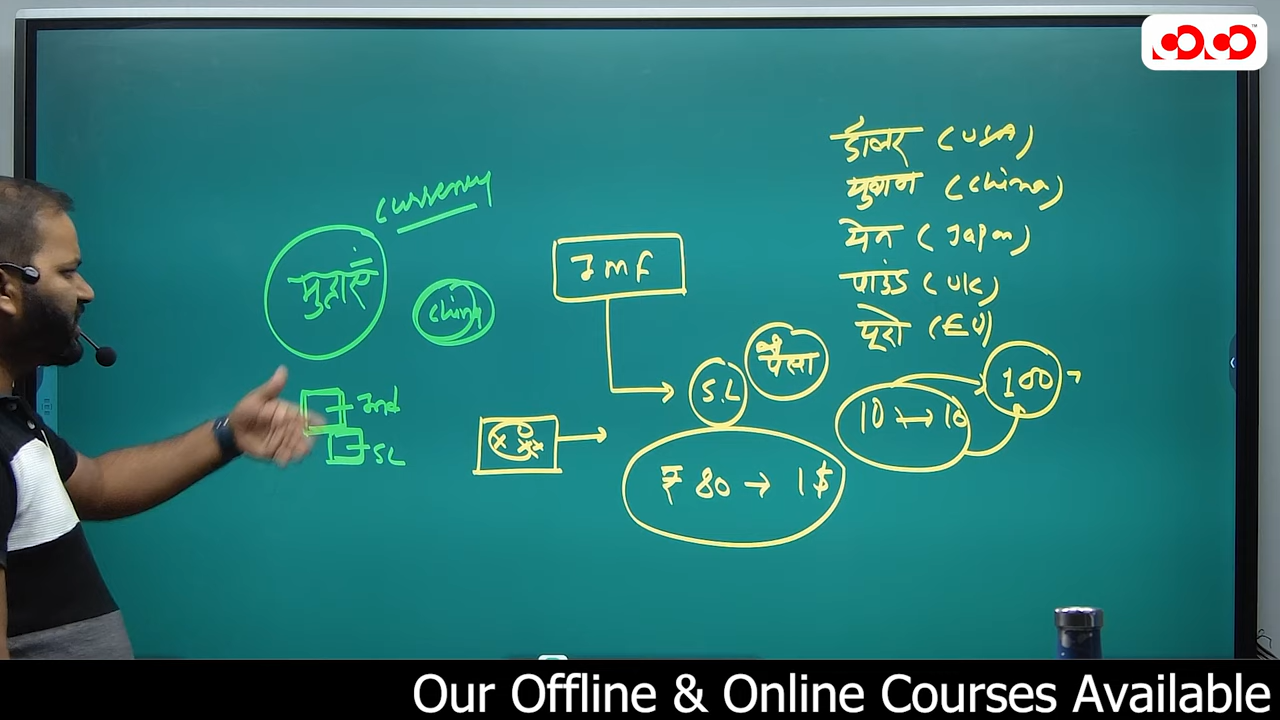 currency
मुद्राएं
china
Ind
SL
IMF
S.L
पैसा
₹ 80 → 1$
डॉलर (USA)
युआन (China)
येन (Japan)
पाउंड (UK)
यूरो (EU)
10 → 10
100
Our Offline & Online Courses Available